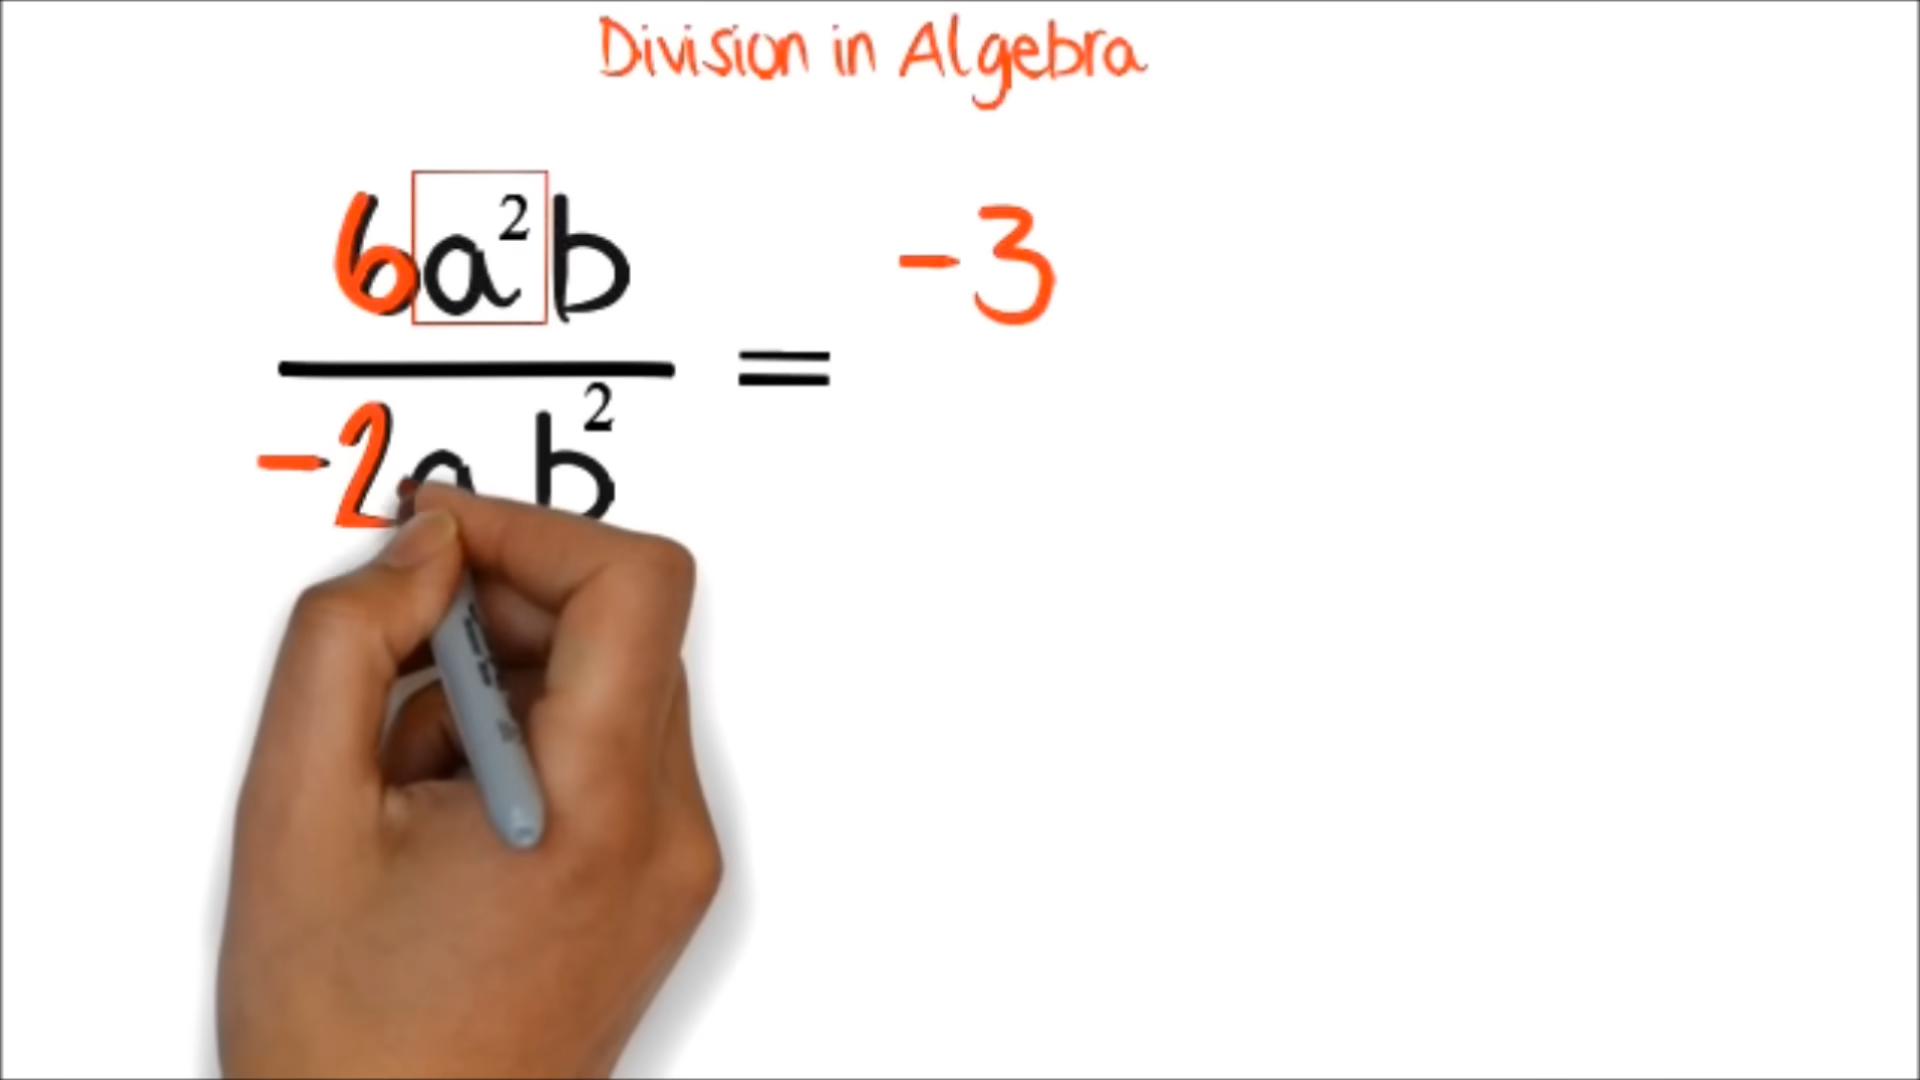 Division in Algebra
6a²b
-2ab²
= -3